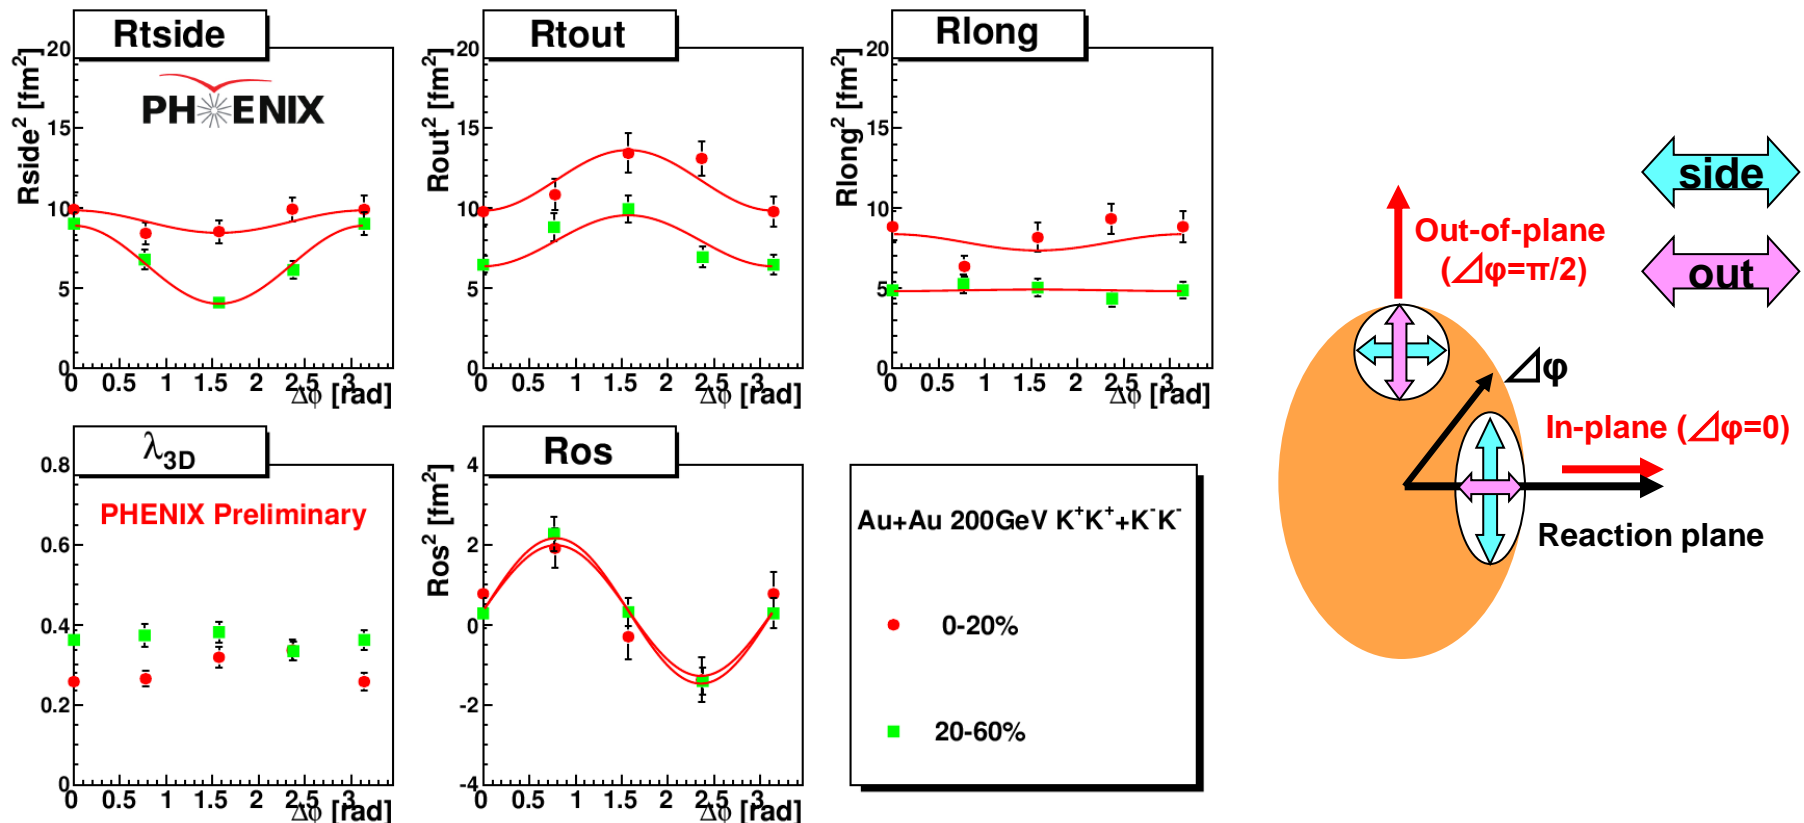 Rtside
Rside² [fm²]
20
15
10
5
0
PHENIX
0 0.5 1 1.5 2 2.5 3
Δϕ [rad]
Rtout
Rout² [fm²]
20
15
10
5
0
0 0.5 1 1.5 2 2.5 3
Δϕ [rad]
Rlong
Rlong² [fm²]
20
15
10
5
0
0 0.5 1 1.5 2 2.5 3
Δϕ [rad]
λ3D
0.8
0.6
0.4
0.2
0
PHENIX Preliminary
0 0.5 1 1.5 2 2.5 3
Δϕ [rad]
Ros
Ros² [fm²]
4
2
0
-2
-4
0 0.5 1 1.5 2 2.5 3
Δϕ [rad]
Au+Au 200GeV K⁺K⁺+K⁻K⁻
0-20%
20-60%
side
out
Out-of-plane
(⊿φ=π/2)
⊿φ
In-plane (⊿φ=0)
Reaction plane